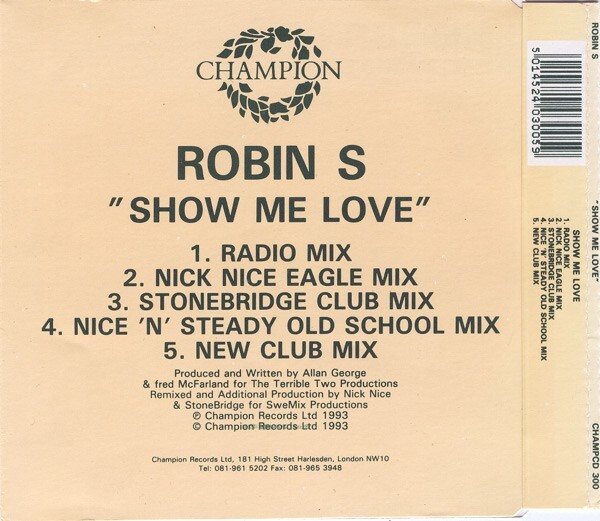 CHAMPION
ROBIN S
"SHOW ME LOVE"
1. RADIO MIX
2. NICK NICE EAGLE MIX
3. STONEBRIDGE CLUB MIX
4. NICE 'N' STEADY OLD SCHOOL MIX
5. NEW CLUB MIX
Produced and Written by Allan George
& fred McFarland for The Terrible Two Productions
Remixed and Additional Production by Nick Nice
& StoneBridge for SweMix Productions
℗ Champion Records Ltd 1993
© Champion Records Ltd 1993
Champion Records Ltd, 181 High Street Harlesden, London NW10
Tel: 081-961 5202 Fax: 081-965 3948
ROBIN S
5 014524 030059
"SHOW ME LOVE"
SHOW ME LOVE
1. RADIO MIX
2. NICK NICE EAGLE MIX
3. STONEBRIDGE CLUB MIX
4. NICE 'N' STEADY OLD SCHOOL MIX
5. NEW CLUB MIX
CHAMPCD 300